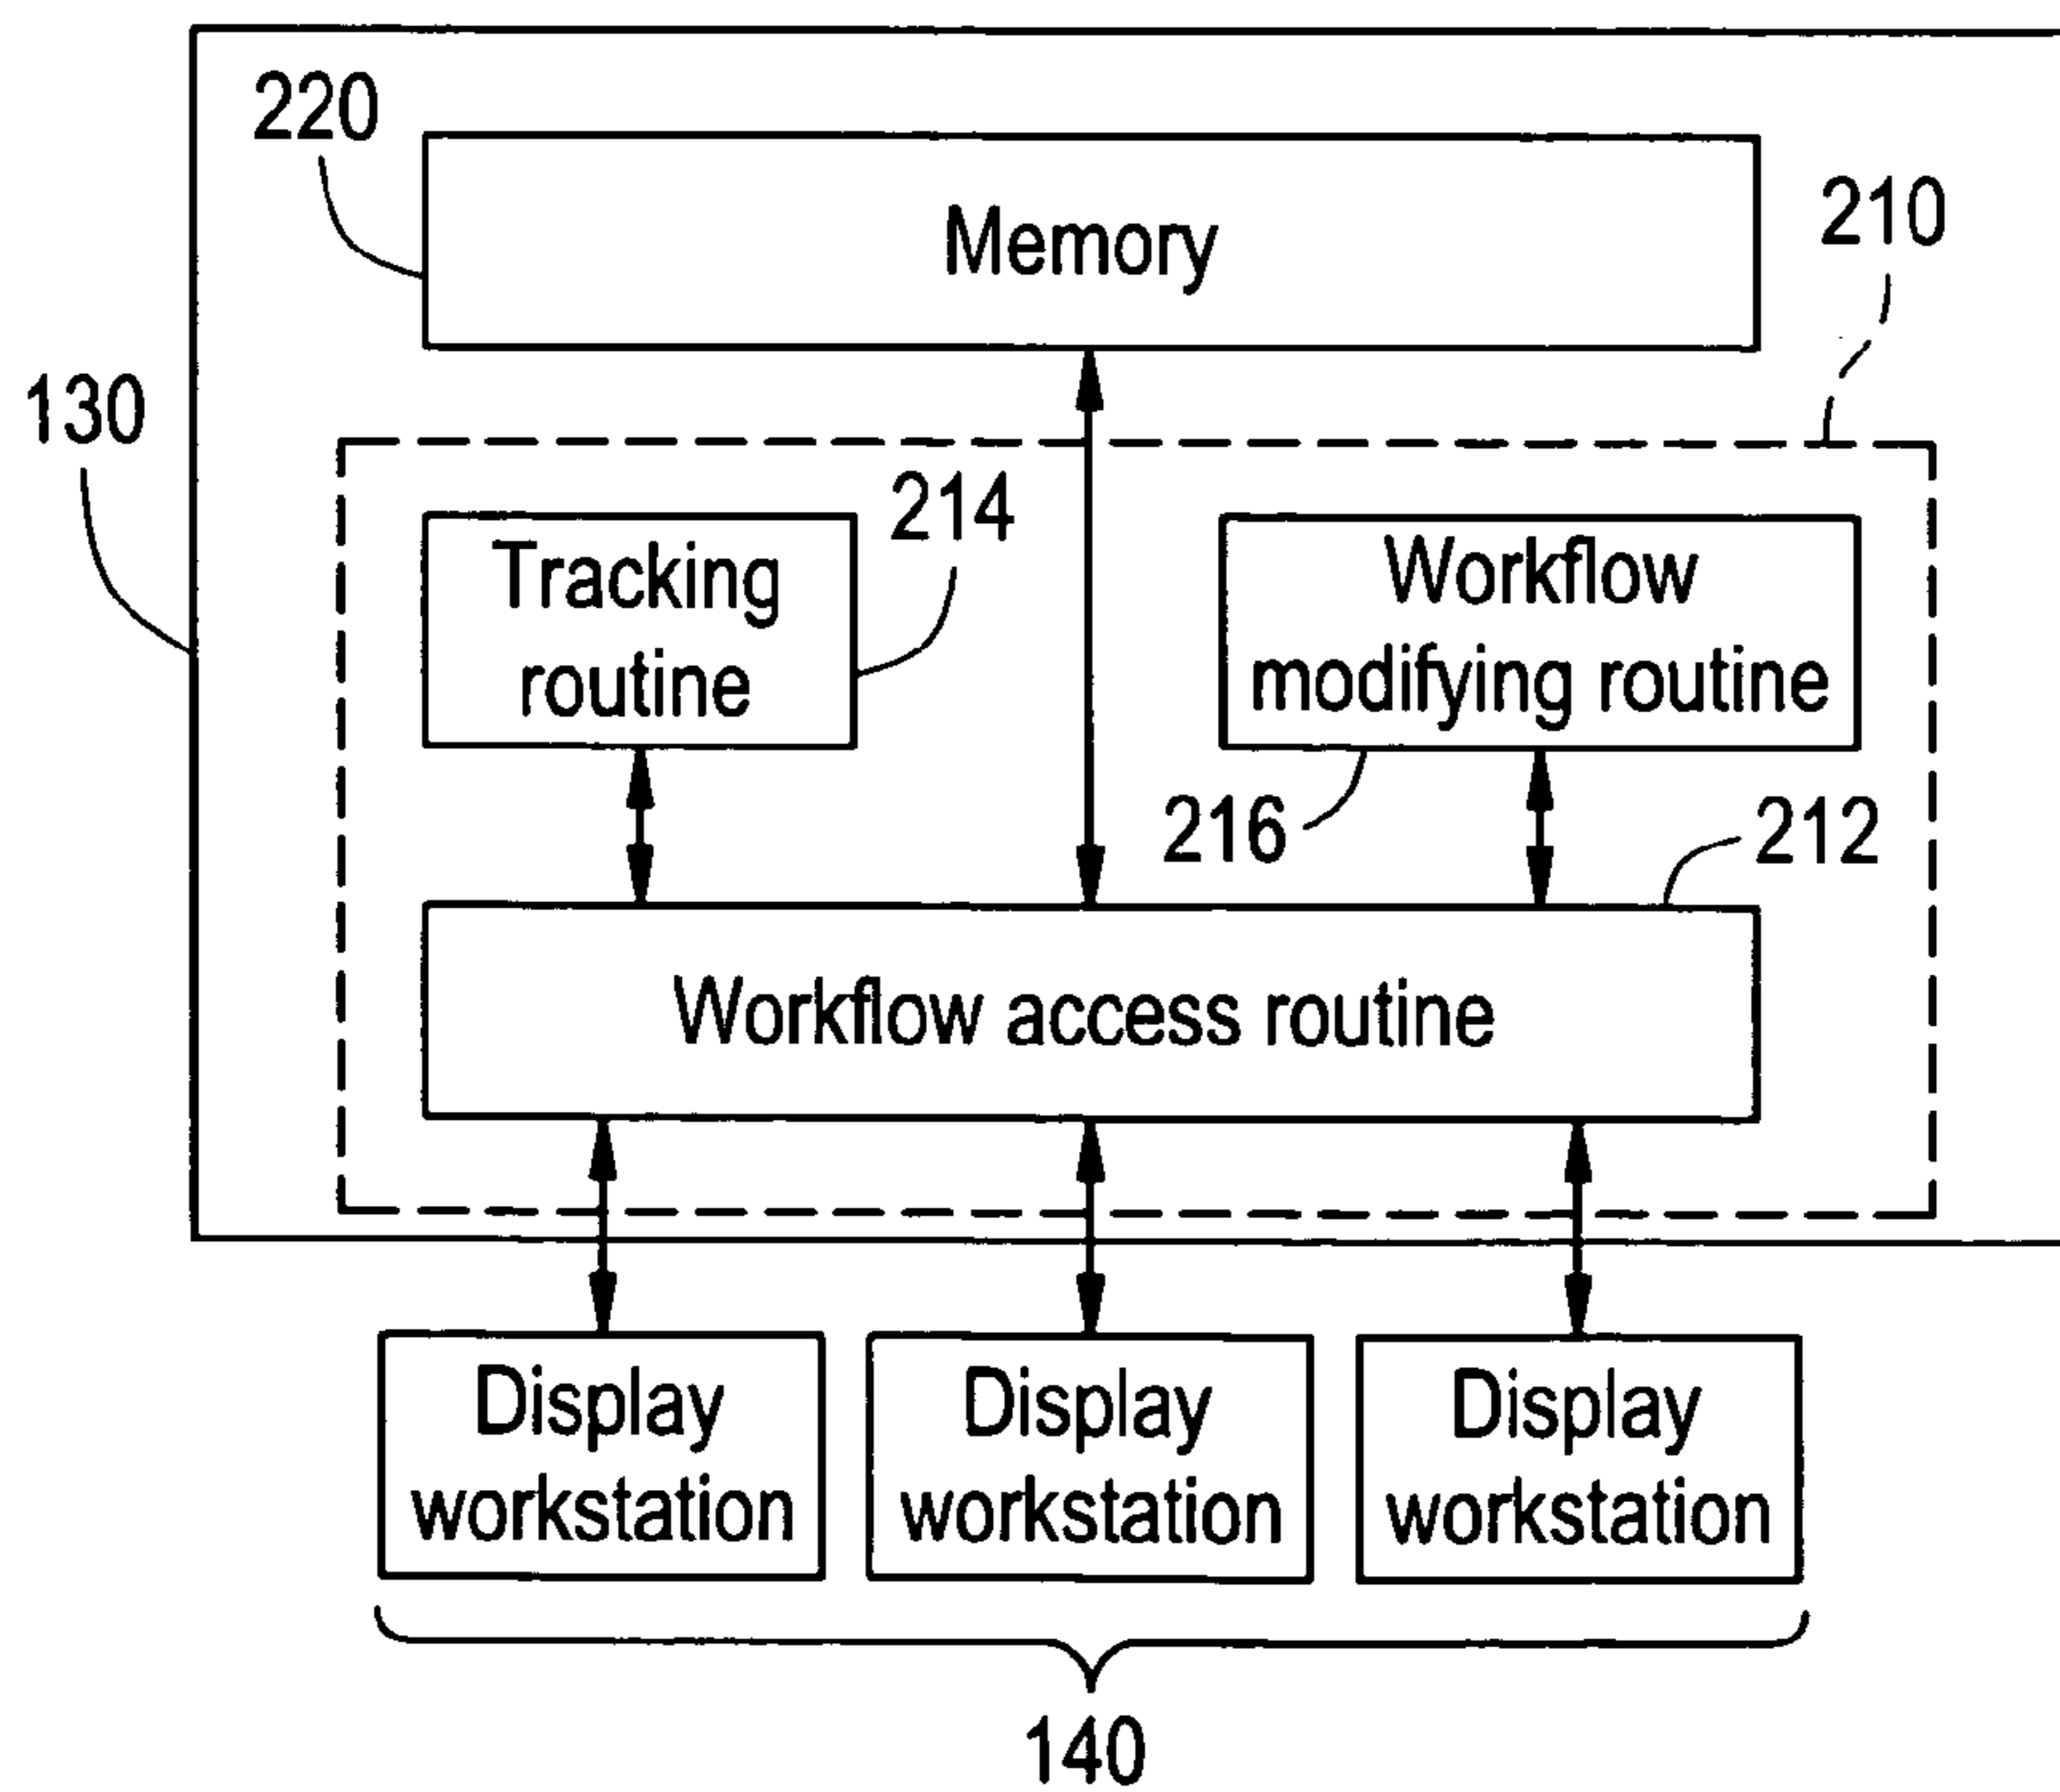 220
Memory
210
130
214
Tracking
routine
Workflow
modifying routine
216
212
Workflow access routine
Display
workstation
Display
workstation
Display
workstation
140